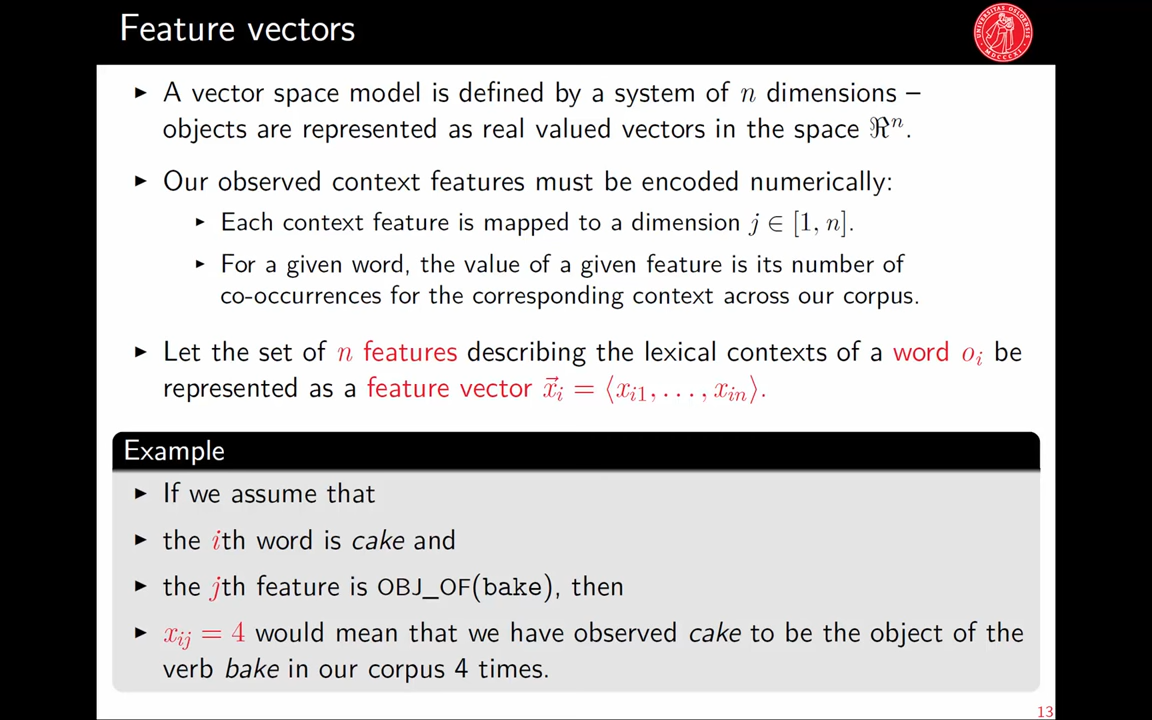 Feature vectors
UNIVERSITAS OSLOENSIS
MDCCCXI
► A vector space model is defined by a system of n dimensions –
objects are represented as real valued vectors in the space ℜⁿ.
► Our observed context features must be encoded numerically:
► Each context feature is mapped to a dimension j ∈ [1, n].
► For a given word, the value of a given feature is its number of
co-occurrences for the corresponding context across our corpus.
► Let the set of n features describing the lexical contexts of a word oᵢ be
represented as a feature vector x⃗ᵢ = ⟨xᵢ₁, . . . , xᵢₙ⟩.
Example
► If we assume that
► the ith word is cake and
► the jth feature is OBJ_OF(bake), then
► xᵢⱼ = 4 would mean that we have observed cake to be the object of the
verb bake in our corpus 4 times.
13